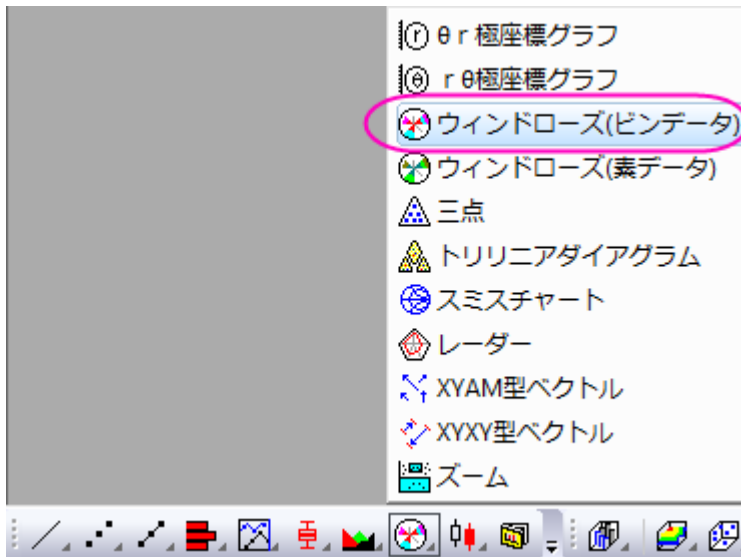 θ r 極座標グラフ
r θ極座標グラフ
ウィンドローズ(ビンデータ)
ウィンドローズ(素データ)
三点
トリリニアダイアグラム
スミスチャート
レーダー
XYAM型ベクトル
XYXY型ベクトル
ズーム